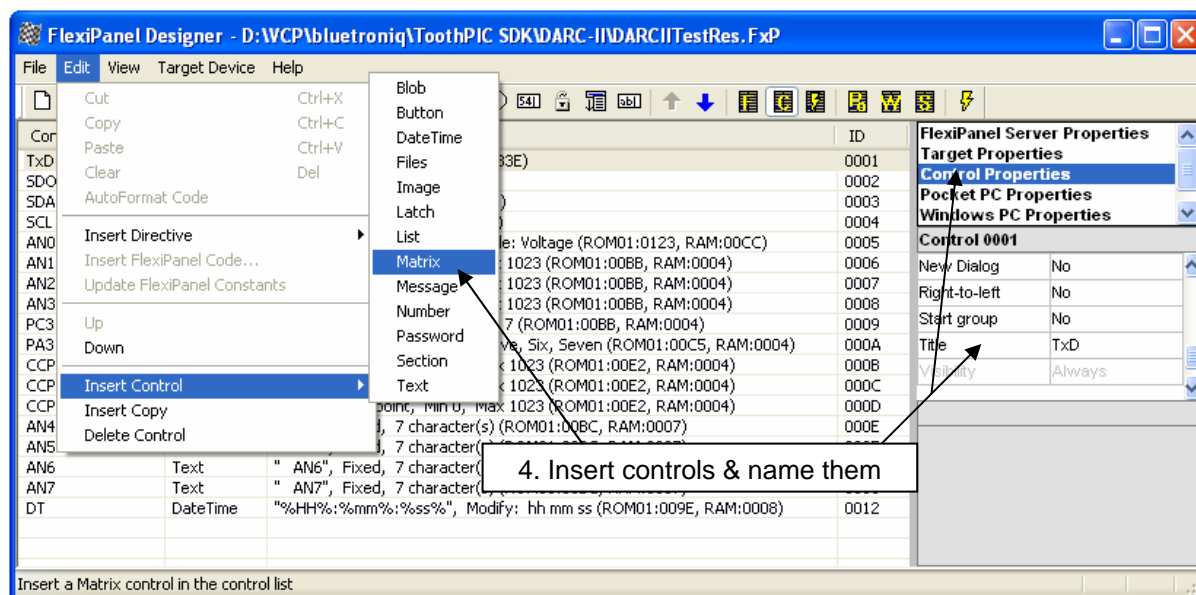 FlexiPanel Designer - D:\VCP\bluetroniq\ToothPIC SDK\DARC-II\DARCIITestRes.FxP
File Edit View Target Device Help
Cut Ctrl+X
Copy Ctrl+C
Paste Ctrl+V
Clear Del
AutoFormat Code
Insert Directive
Insert FlexiPanel Code...
Update FlexiPanel Constants
Up
Down
Insert Control
Insert Copy
Delete Control
Blob
Button
DateTime
Files
Image
Latch
List
Matrix
Message
Number
Password
Section
Text
Cor ID
TxD 33E) 0001
SDO 0002
SDA ) 0003
SCL ) 0004
AN0 le: Voltage (ROM01:0123, RAM:00CC) 0005
AN1 1023 (ROM01:00BB, RAM:0004) 0006
AN2 1023 (ROM01:00BB, RAM:0004) 0007
AN3 1023 (ROM01:00BB, RAM:0004) 0008
PC3 7 (ROM01:00BB, RAM:0004) 0009
PA3 ve, Six, Seven (ROM01:00C5, RAM:0004) 000A
CCP x 1023 (ROM01:00E2, RAM:0004) 000B
CCP x 1023 (ROM01:00E2, RAM:0004) 000C
CCP point, Min 0, Max 1023 (ROM01:00E2, RAM:0004) 000D
AN4 d, 7 character(s) (ROM01:00BC, RAM:0007) 000E
AN5 d, 7 character(s)
AN6 Text " AN6", Fixed, 7 character(
AN7 Text " AN7", Fixed, 7 character(
DT DateTime "%HH%:%mm%:%ss%", Modify: hh mm ss (ROM01:009E, RAM:0008) 0012
FlexiPanel Server Properties
Target Properties
Control Properties
Pocket PC Properties
Windows PC Properties
Control 0001
New Dialog No
Right-to-left No
Start group No
Title TxD
Visibility Always
4. Insert controls & name them
Insert a Matrix control in the control list